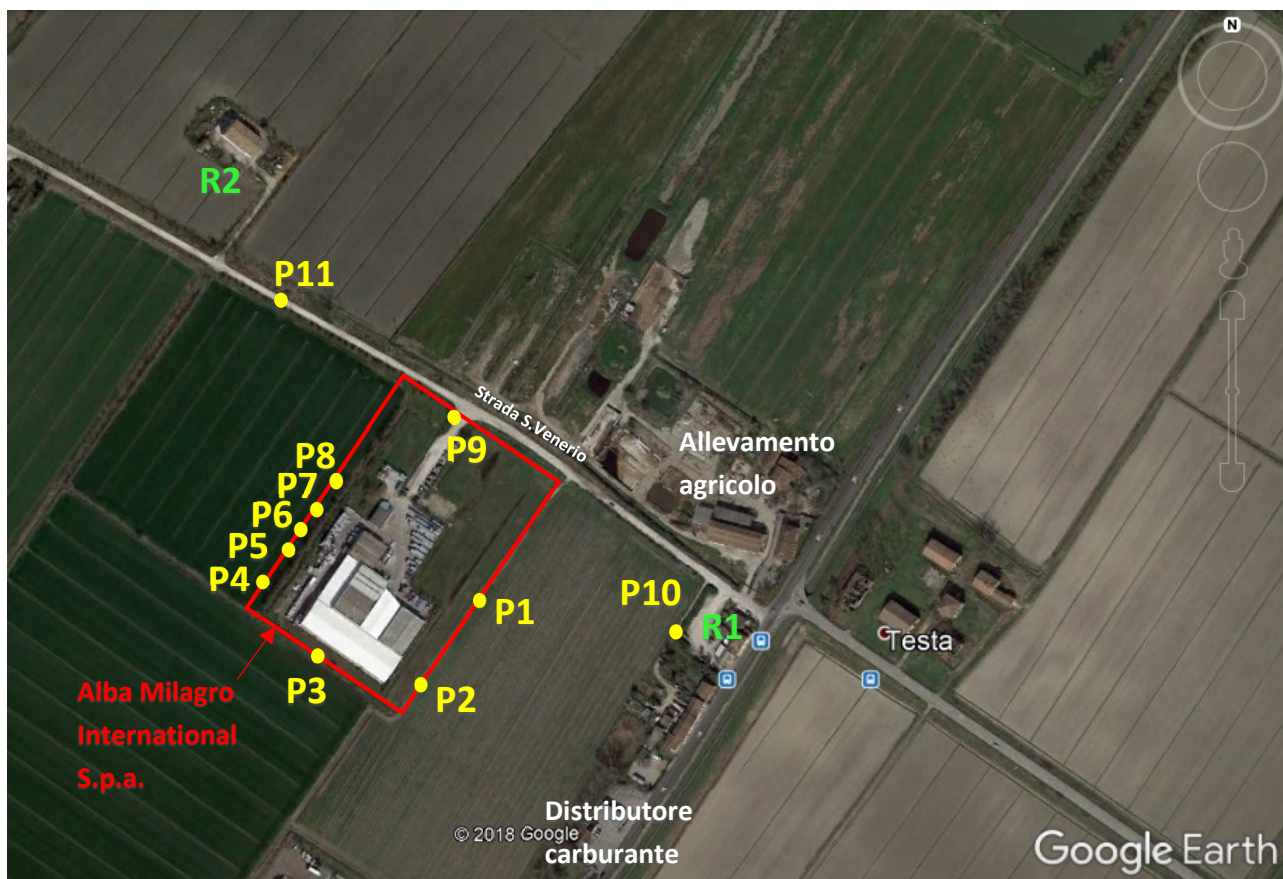 N
R2
P11
Strada S.Venerio
P9
Allevamento
agricolo
P8
P7
P6
P5
P4
P1
P10
R1
Testa
P3
P2
Alba Milagro
International
S.p.a.
Distributore
carburante
© 2018 Google
Google Earth